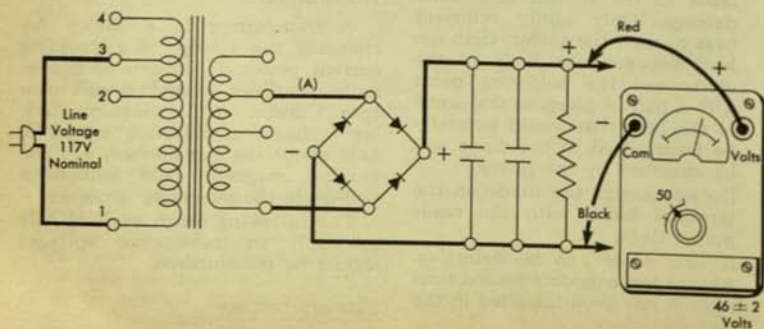 4
3
2
1
Line
Voltage
117V
Nominal
(A)
−
+
+
Red
+
−
Com
Volts
50
Black
46 ± 2
Volts